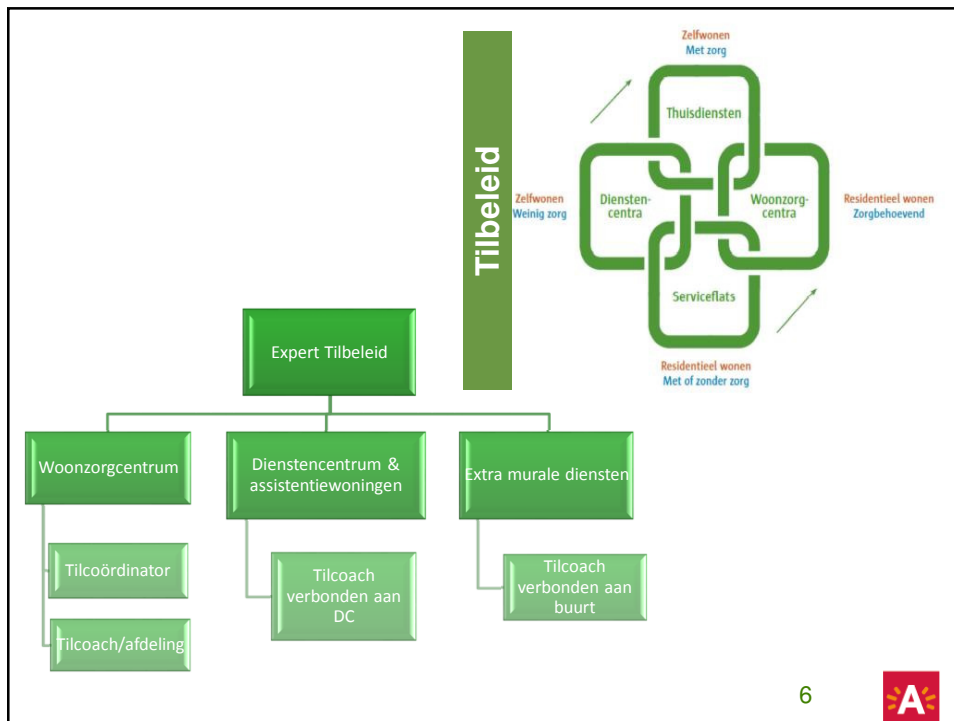 Tilbeleid
Zelfwonen
Met zorg
Thuisdiensten
Zelfwonen
Weinig zorg
Diensten-
centra
Woonzorg-
centra
Residentieel wonen
Zorgbehoevend
Serviceflats
Residentieel wonen
Met of zonder zorg
Expert Tilbeleid
Woonzorgcentrum
Dienstencentrum &
assistentiewoningen
Extra murale diensten
Tilcoördinator
Tilcoach/afdeling
Tilcoach
verbonden aan
DC
Tilcoach
verbonden aan
buurt
6
A